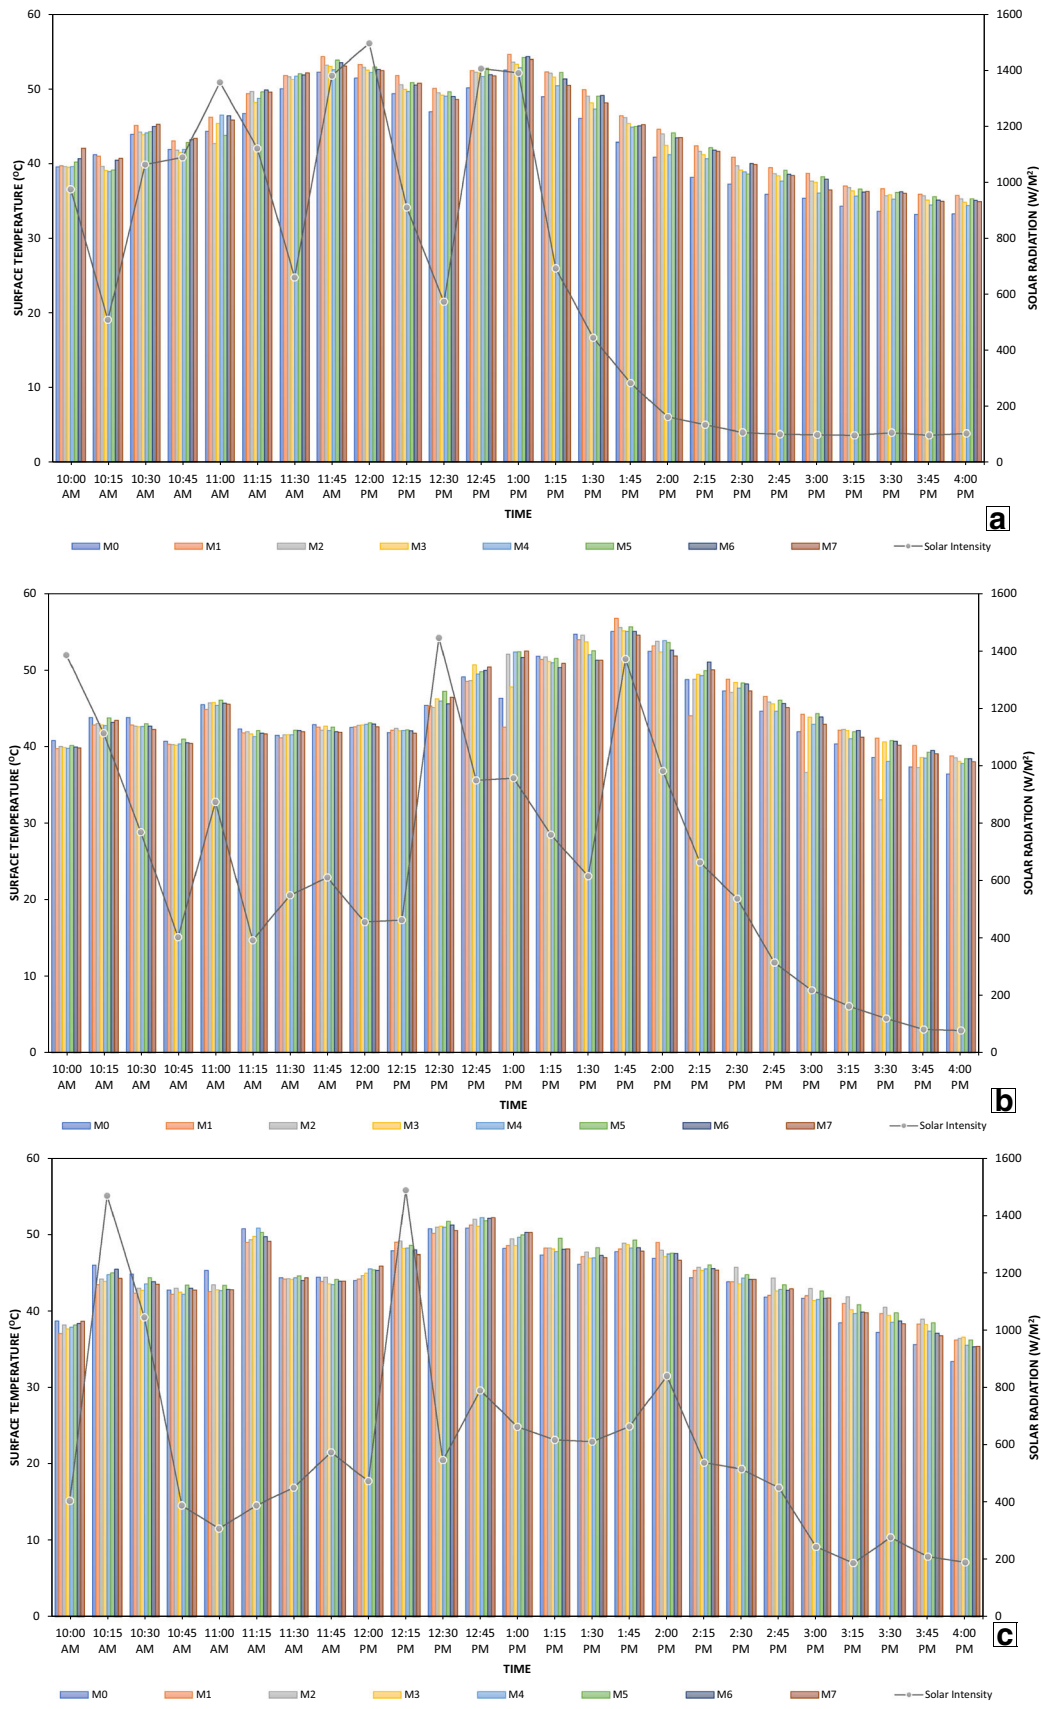 60
50
40
30
20
10
0
SURFACE TEMPERATURE (⁰C)
1600
1400
1200
1000
800
600
400
200
0
SOLAR RADIATION (W/M²)
10:00 10:15 10:30 10:45 11:00 11:15 11:30 11:45 12:00 12:15 12:30 12:45 1:00 1:15 1:30 1:45 2:00 2:15 2:30 2:45 3:00 3:15 3:30 3:45 4:00
AM AM AM AM AM AM AM AM PM PM PM PM PM PM PM PM PM PM PM PM PM PM PM PM PM
TIME
a
M0 M1 M2 M3 M4 M5 M6 M7 Solar Intensity
60
50
40
30
20
10
0
SURFACE TEMPERATURE (⁰C)
1600
1400
1200
1000
800
600
400
200
0
SOLAR RADIATION (W/M²)
10:00 10:15 10:30 10:45 11:00 11:15 11:30 11:45 12:00 12:15 12:30 12:45 1:00 1:15 1:30 1:45 2:00 2:15 2:30 2:45 3:00 3:15 3:30 3:45 4:00
AM AM AM AM AM AM AM AM PM PM PM PM PM PM PM PM PM PM PM PM PM PM PM PM PM
TIME
b
M0 M1 M2 M3 M4 M5 M6 M7 Solar Intensity
60
50
40
30
20
10
0
SURFACE TEMPERATURE (⁰C)
1600
1400
1200
1000
800
600
400
200
0
SOLAR RADIATION (W/M²)
10:00 10:15 10:30 10:45 11:00 11:15 11:30 11:45 12:00 12:15 12:30 12:45 1:00 1:15 1:30 1:45 2:00 2:15 2:30 2:45 3:00 3:15 3:30 3:45 4:00
AM AM AM AM AM AM AM AM PM PM PM PM PM PM PM PM PM PM PM PM PM PM PM PM PM
TIME
c
M0 M1 M2 M3 M4 M5 M6 M7 Solar Intensity